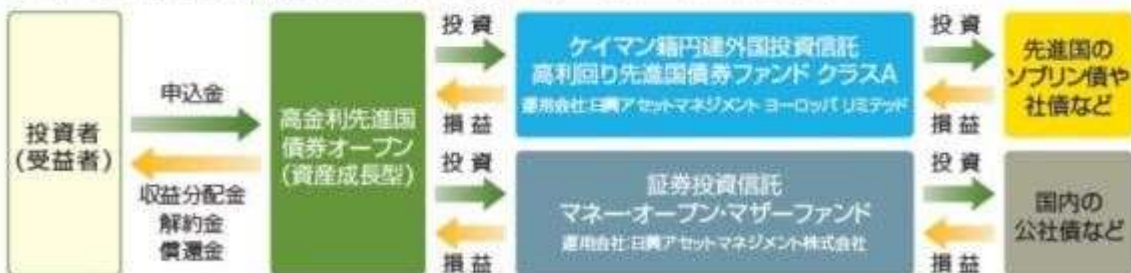 投資者
(受益者)
申込金
収益分配金
解約金
償還金
高金利先進国
債券オープン
(資産成長型)
投資
損益
投資
損益
ケイマン籍円建外国投資信託
高利回り先進国債券ファンド クラスA
運用会社:日興アセットマネジメント ヨーロッパ リミテッド
証券投資信託
マネー・オープン・マザーファンド
運用会社:日興アセットマネジメント株式会社
投資
損益
投資
損益
先進国の
ソブリン債や
社債など
国内の
公社債など